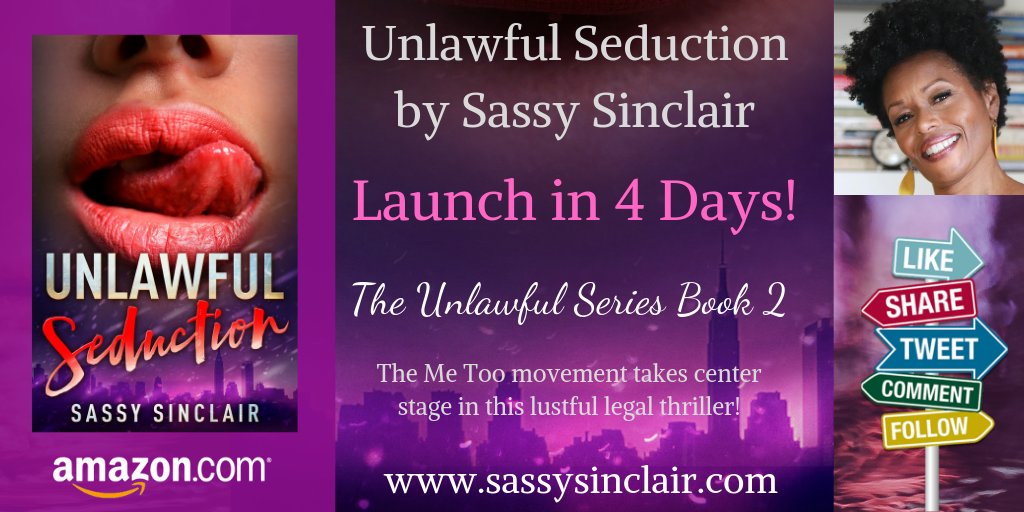 UNLAWFUL
Seduction
SASSY SINCLAIR
amazon.com®
Unlawful Seduction
by Sassy Sinclair
Launch in 4 Days!
The Unlawful Series Book 2
The Me Too movement takes center
stage in this lustful legal thriller!
www.sassysinclair.com
LIKE
SHARE
TWEET
COMMENT
FOLLOW